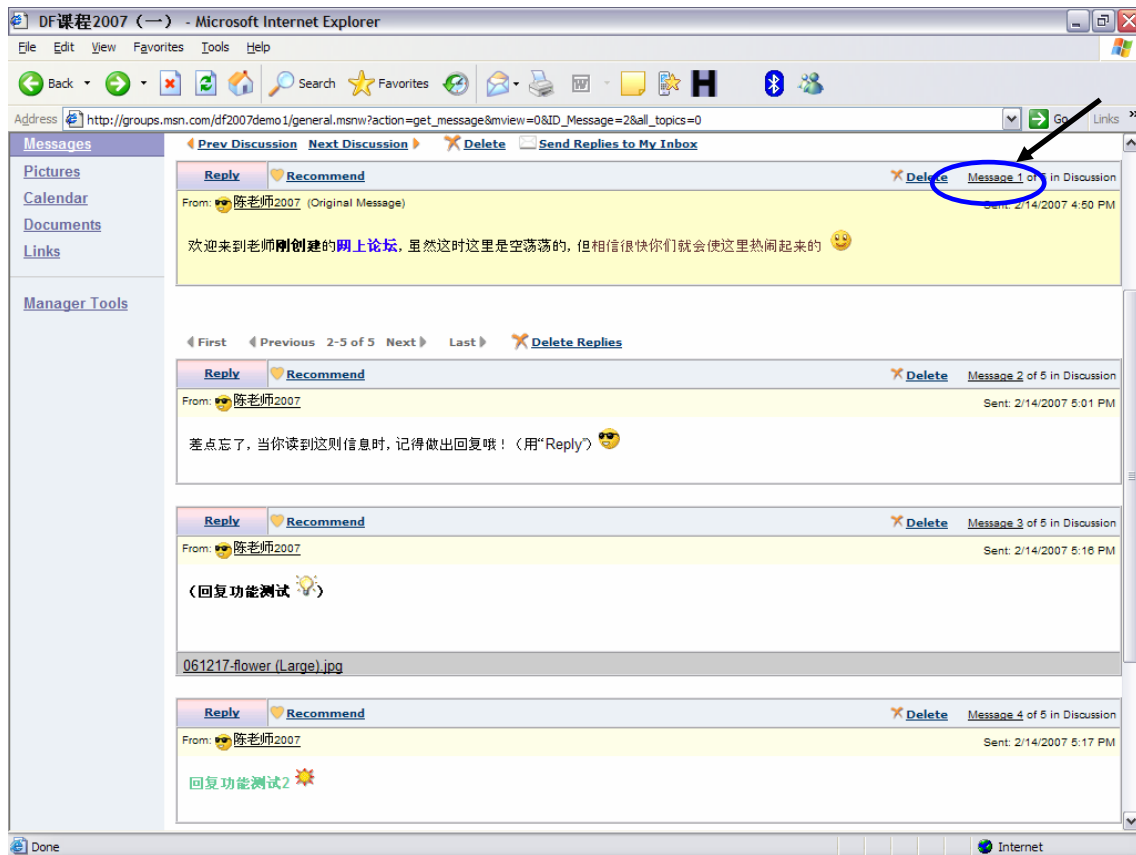 DF课程2007（一） - Microsoft Internet Explorer
File Edit View Favorites Tools Help
Back Search Favorites
Address http://groups.msn.com/df2007demo1/general.msnw?action=get_message&mview=0&ID_Message=2&all_topics=0 Go Links »
Messages
Pictures
Calendar
Documents
Links
Manager Tools
Prev Discussion Next Discussion Delete Send Replies to My Inbox
Reply Recommend Delete Message 1 of 5 in Discussion
From: 陈老师2007 (Original Message) Sent: 2/14/2007 4:50 PM
欢迎来到老师刚创建的网上论坛, 虽然这时这里是空荡荡的, 但相信很快你们就会使这里热闹起来的
First Previous 2-5 of 5 Next Last Delete Replies
Reply Recommend Delete Message 2 of 5 in Discussion
From: 陈老师2007 Sent: 2/14/2007 5:01 PM
差点忘了, 当你读到这则信息时, 记得做出回复哦！（用“Reply”）
Reply Recommend Delete Message 3 of 5 in Discussion
From: 陈老师2007 Sent: 2/14/2007 5:16 PM
（回复功能测试）
061217-flower (Large).jpg
Reply Recommend Delete Message 4 of 5 in Discussion
From: 陈老师2007 Sent: 2/14/2007 5:17 PM
回复功能测试2
Done Internet